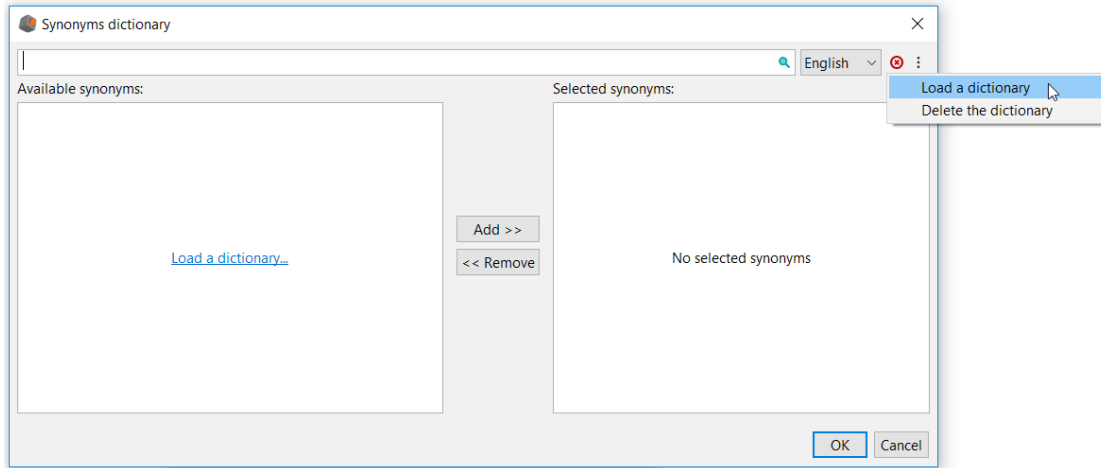 Synonyms dictionary
English
Load a dictionary
Delete the dictionary
Available synonyms:
Selected synonyms:
Add >>
<< Remove
Load a dictionary...
No selected synonyms
OK
Cancel